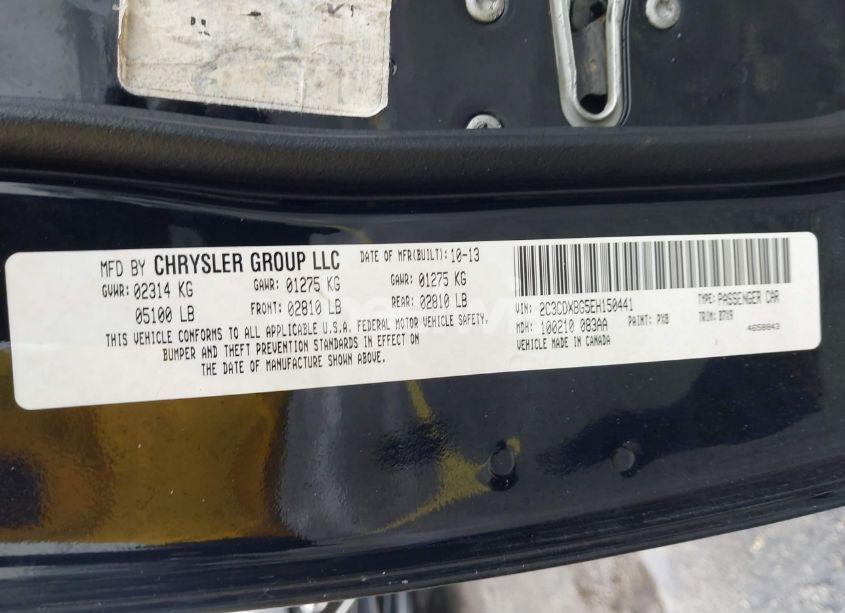 MFD BY CHRYSLER GROUP LLC DATE OF MFR(BUILT): 10-13
GVWR: 02314 KG GAWR: 01275 KG GAWR: 01275 KG
05100 LB FRONT: 02810 LB REAR: 02810 LB
THIS VEHICLE CONFORMS TO ALL APPLICABLE U.S.A. FEDERAL MOTOR VEHICLE SAFETY,
BUMPER AND THEFT PREVENTION STANDARDS IN EFFECT ON
THE DATE OF MANUFACTURE SHOWN ABOVE.
VIN: 2C3CDXBG5EH150441 TYPE: PASSENGER CAR
MDH: 100210 083AA PAINT: PX8 TRIM:
VEHICLE MADE IN CANADA 4658843